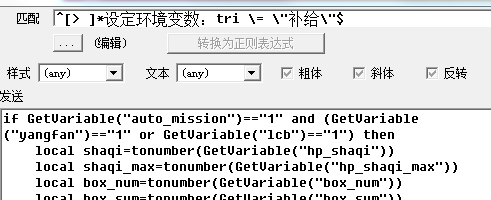 匹配 ^[> ]*设定环境变数：tri \= \"补给\"$
... (编辑) 转换为正则表达式
样式 (any) 文本 (any) 粗体 斜体 反转
发送
if GetVariable("auto_mission")=="1" and (GetVariable
("yangfan")=="1" or GetVariable("lcb")=="1") then
local shaqi=tonumber(GetVariable("hp_shaqi"))
local shaqi_max=tonumber(GetVariable("hp_shaqi_max"))
local box_num=tonumber(GetVariable("box_num"))
local box_sum=tonumber(GetVariable("box_sum"))